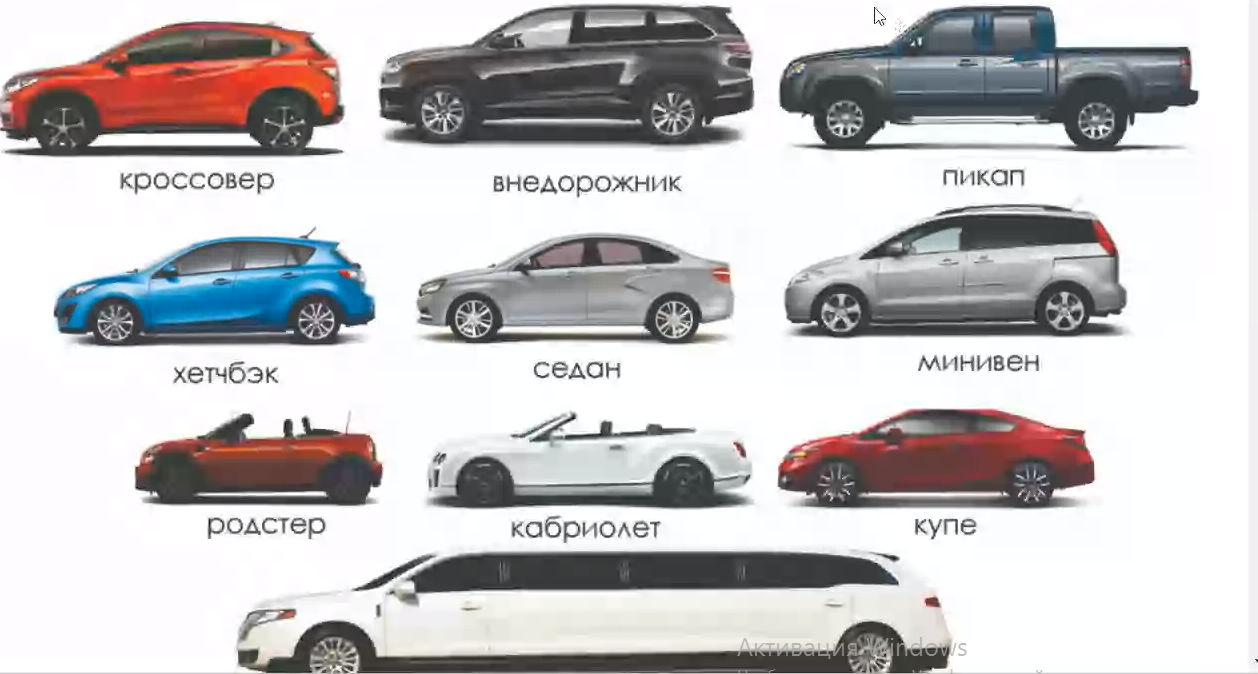 кроссовер
внедорожник
пикап
хетчбэк
седан
минивен
родстер
кабриолет
купе
Активация Windows